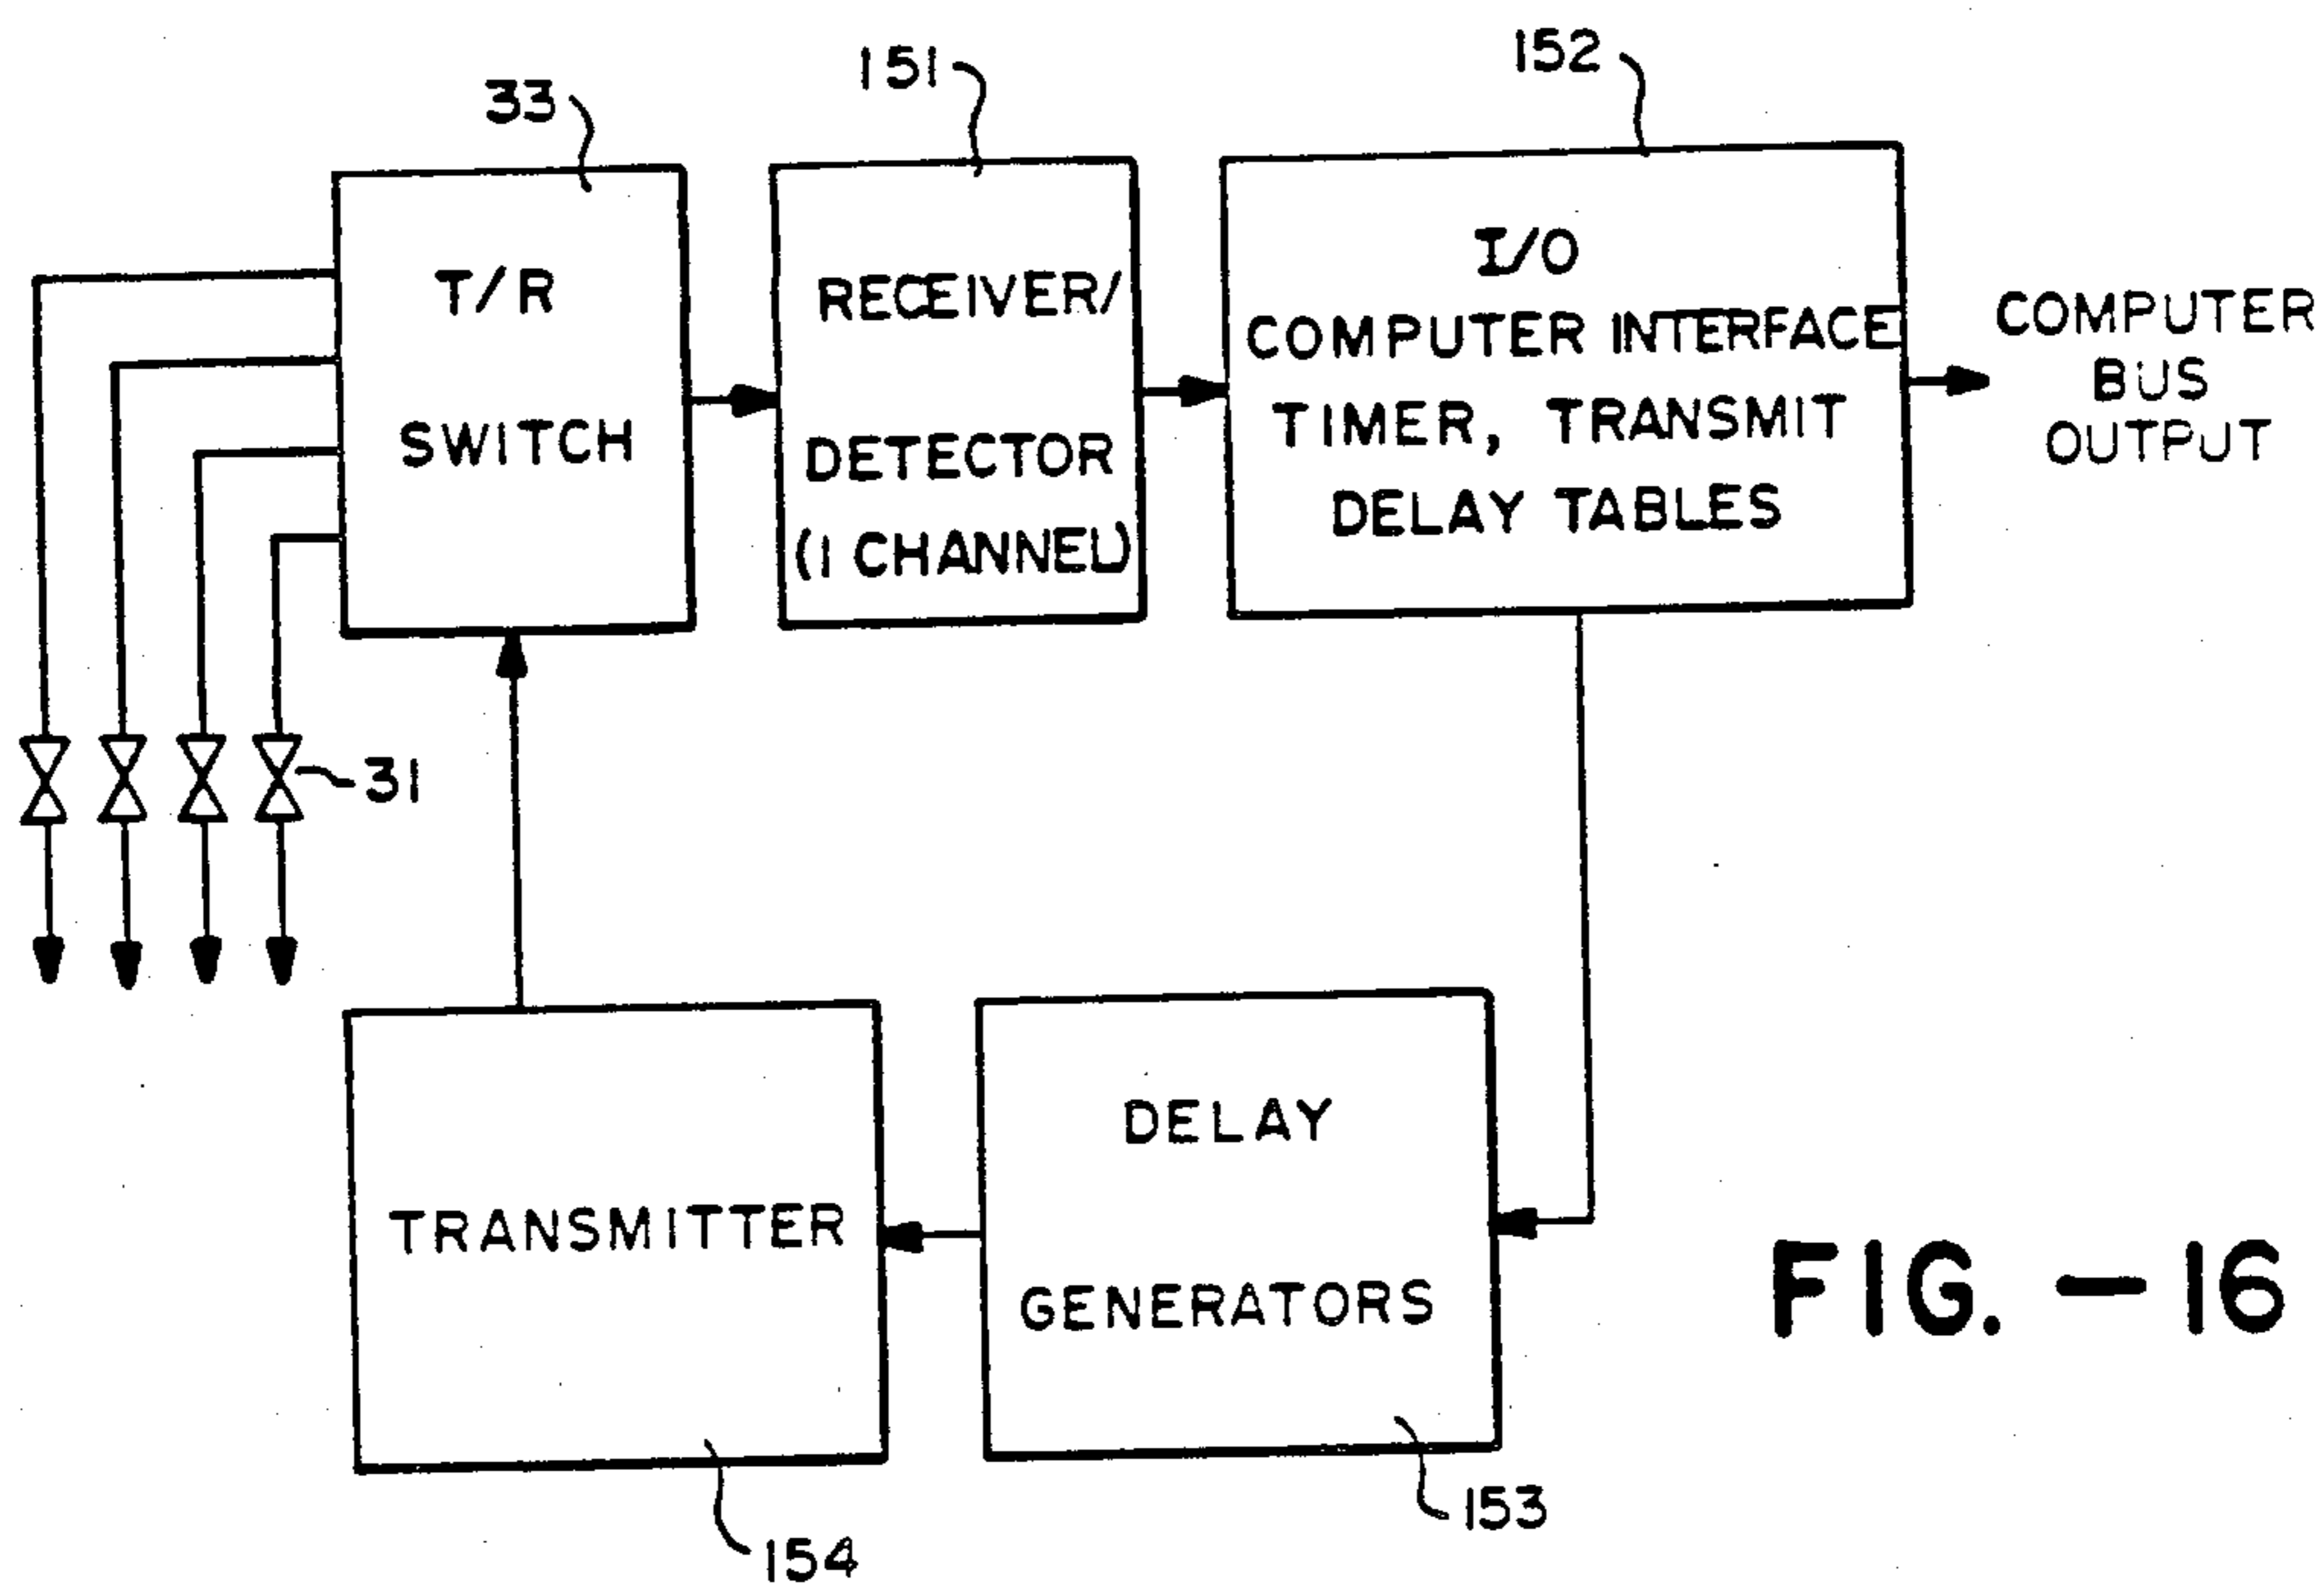 33
151
152
T/R
SWITCH
RECEIVER/
DETECTOR
(1 CHANNEL)
I/O
COMPUTER INTERFACE
TIMER, TRANSMIT
DELAY TABLES
COMPUTER
BUS
OUTPUT
31
TRANSMITTER
DELAY
GENERATORS
154
153
FIG.-16